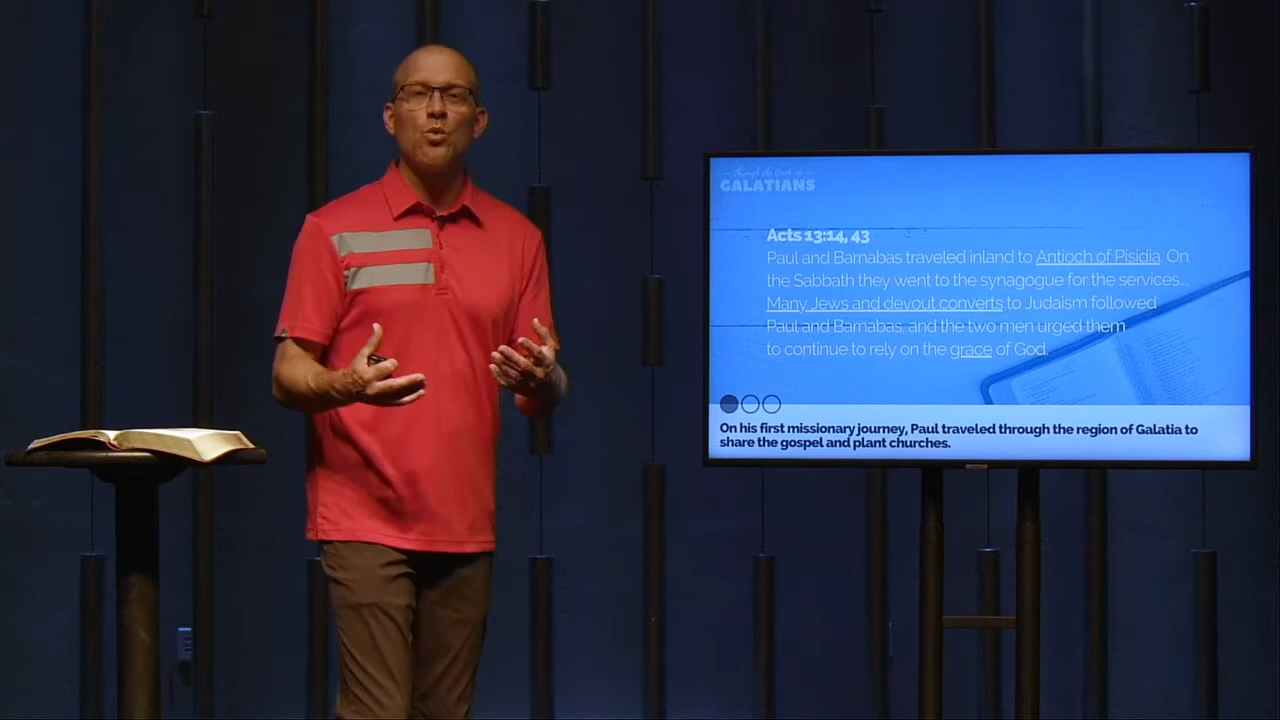 through the Book of
GALATIANS
Acts 13:14, 43
Paul and Barnabas traveled inland to Antioch of Pisidia. On
the Sabbath they went to the synagogue for the services...
Many Jews and devout converts to Judaism followed
Paul and Barnabas, and the two men urged them
to continue to rely on the grace of God.
On his first missionary journey, Paul traveled through the region of Galatia to
share the gospel and plant churches.